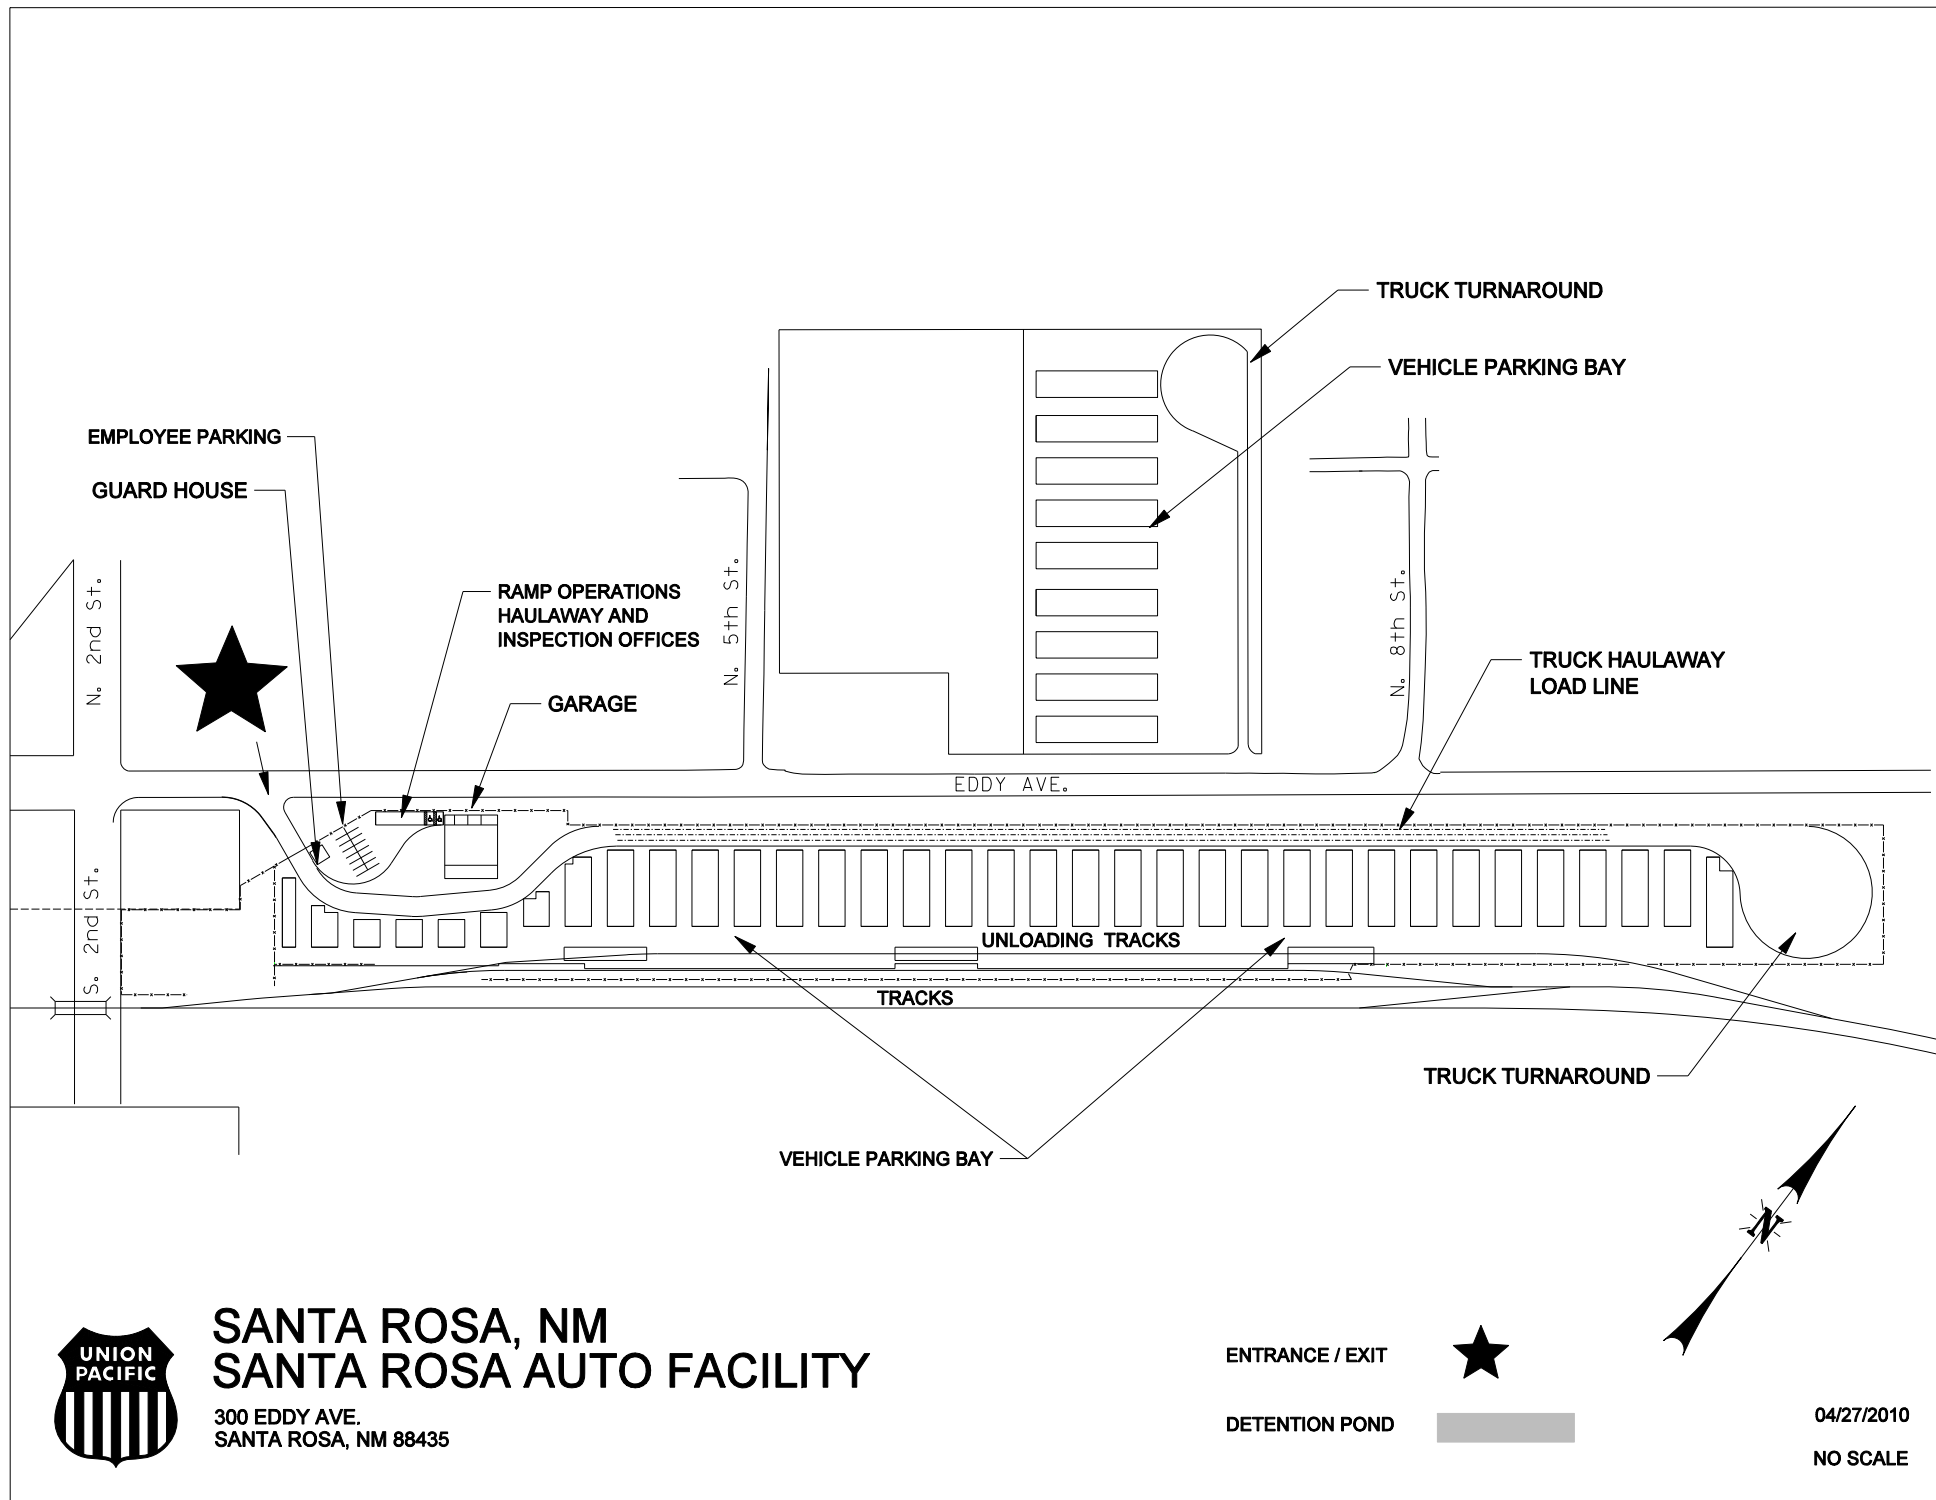 TRUCK TURNAROUND
VEHICLE PARKING BAY
EMPLOYEE PARKING
GUARD HOUSE
N. 2nd St.
RAMP OPERATIONS
HAULAWAY AND
INSPECTION OFFICES
N. 5th St.
N. 8th St.
GARAGE
TRUCK HAULAWAY
LOAD LINE
EDDY AVE.
S. 2nd St.
UNLOADING TRACKS
TRACKS
TRUCK TURNAROUND
VEHICLE PARKING BAY
N
UNION
PACIFIC
SANTA ROSA, NM
SANTA ROSA AUTO FACILITY
300 EDDY AVE.
SANTA ROSA, NM 88435
ENTRANCE / EXIT
DETENTION POND
04/27/2010
NO SCALE